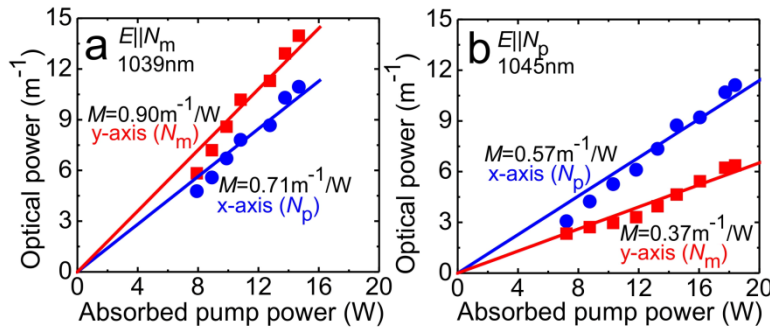 a
E||Nm
1039nm
M=0.90m⁻¹/W
y-axis (Nm)
M=0.71m⁻¹/W
x-axis (Np)
Optical power (m⁻¹)
15
12
9
6
3
0
0 4 8 12 16 20
Absorbed pump power (W)
b
E||Np
1045nm
M=0.57m⁻¹/W
x-axis (Np)
M=0.37m⁻¹/W
y-axis (Nm)
Optical power (m⁻¹)
15
12
9
6
3
0
0 4 8 12 16 20
Absorbed pump power (W)